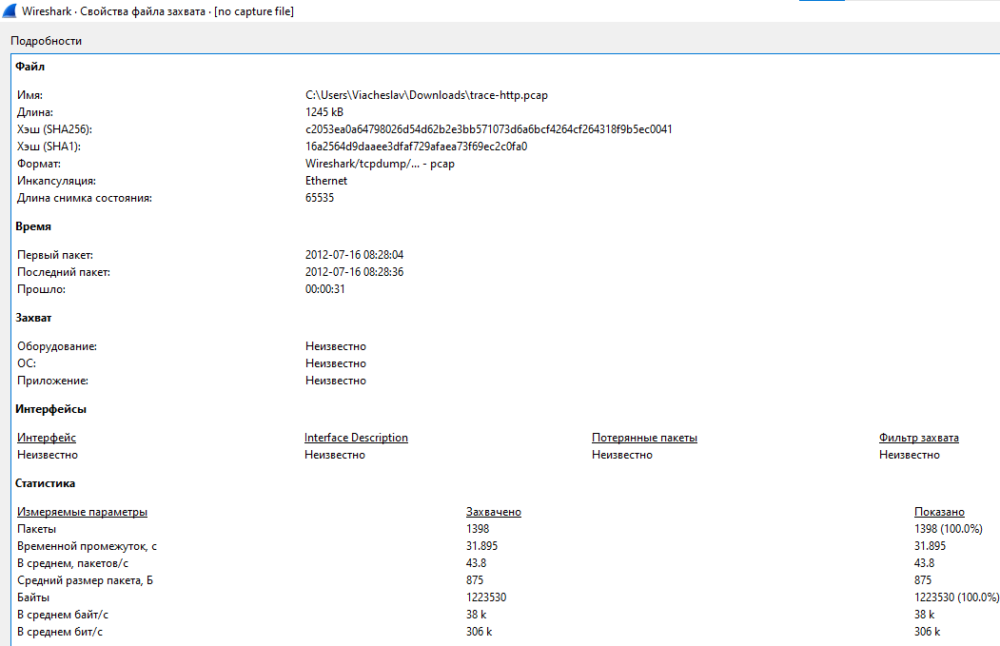 Wireshark · Свойства файла захвата · [no capture file]
Подробности
Файл
Имя: C:\Users\Viacheslav\Downloads\trace-http.pcap
Длина: 1245 kB
Хэш (SHA256): c2053ea0a64798026d54d62b2e3bb571073d6a6bcf4264cf264318f9b5ec0041
Хэш (SHA1): 16a2564d9daaee3dfaf729afaea73f69ec2c0fa0
Формат: Wireshark/tcpdump/... - pcap
Инкапсуляция: Ethernet
Длина снимка состояния: 65535
Время
Первый пакет: 2012-07-16 08:28:04
Последний пакет: 2012-07-16 08:28:36
Прошло: 00:00:31
Захват
Оборудование: Неизвестно
ОС: Неизвестно
Приложение: Неизвестно
Интерфейсы
Интерфейс Interface Description Потерянные пакеты Фильтр захвата
Неизвестно Неизвестно Неизвестно Неизвестно
Статистика
Измеряемые параметры Захвачено Показано
Пакеты 1398 1398 (100.0%)
Временной промежуток, с 31.895 31.895
В среднем, пакетов/с 43.8 43.8
Средний размер пакета, Б 875 875
Байты 1223530 1223530 (100.0%)
В среднем байт/с 38 k 38 k
В среднем бит/с 306 k 306 k